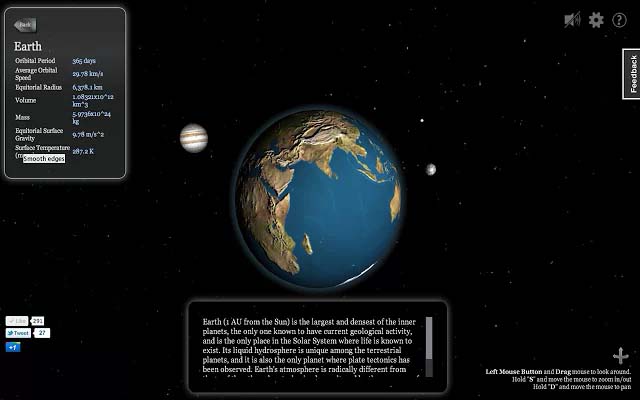 Back
Earth
Oribital Period 365 days
Average Orbital Speed 29.78 km/s
Equitorial Radius 6,378.1 km
Volume 1.08321x10^12 km^3
Mass 5.9736x10^24 kg
Equitorial Surface Gravity 9.78 m/s^2
Surface Temperature 287.2 K
Smooth edges
Feedback
Like 291
Tweet 27
+1
Earth (1 AU from the Sun) is the largest and densest of the inner
planets, the only one known to have current geological activity,
and is the only place in the Solar System where life is known to
exist. Its liquid hydrosphere is unique among the terrestrial
planets, and it is also the only planet where plate tectonics has
been observed. Earth's atmosphere is radically different from
Left Mouse Button and Drag mouse to look around.
Hold "S" and move the mouse to zoom in/out
Hold "D" and move the mouse to pan